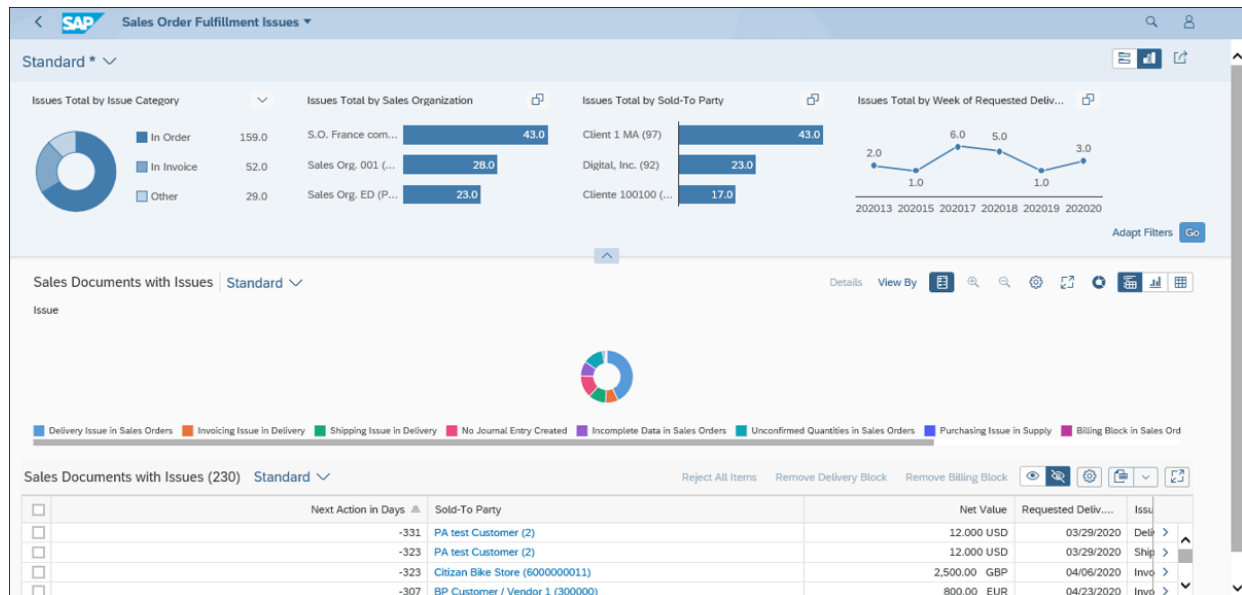 SAP Sales Order Fulfillment Issues
Standard *
Issues Total by Issue Category
In Order 159.0
In Invoice 52.0
Other 29.0
Issues Total by Sales Organization
S.O. France com... 43.0
Sales Org. 001 (... 28.0
Sales Org. ED (P... 23.0
Issues Total by Sold-To Party
Client 1 MA (97) 43.0
Digital, Inc. (92) 23.0
Cliente 100100 (... 17.0
Issues Total by Week of Requested Deliv...
2.0 1.0 6.0 5.0 1.0 3.0
202013 202015 202017 202018 202019 202020
Adapt Filters Go
Sales Documents with Issues Standard
Details View By
Issue
Delivery Issue in Sales Orders Invoicing Issue in Delivery Shipping Issue in Delivery No Journal Entry Created Incomplete Data in Sales Orders Unconfirmed Quantities in Sales Orders Purchasing Issue in Supply Billing Block in Sales Ord
Sales Documents with Issues (230) Standard
Reject All Items Remove Delivery Block Remove Billing Block
Next Action in Days Sold-To Party Net Value Requested Deliv.... Issu
-331 PA test Customer (2) 12.000 USD 03/29/2020 Deli
-323 PA test Customer (2) 12.000 USD 03/29/2020 Ship
-323 Citizan Bike Store (6000000011) 2,500.00 GBP 04/06/2020 Invo
-307 BP Customer / Vendor 1 (300000) 800.00 EUR 04/23/2020 Invo